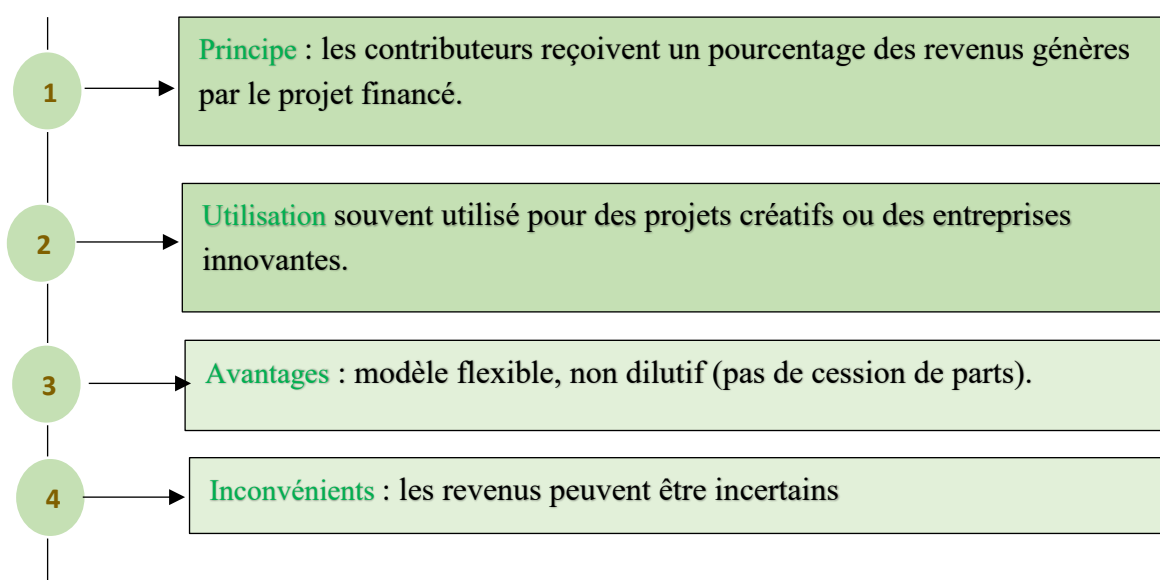 1
Principe : les contributeurs reçoivent un pourcentage des revenus génères
par le projet financé.
2
Utilisation souvent utilisé pour des projets créatifs ou des entreprises
innovantes.
3
Avantages : modèle flexible, non dilutif (pas de cession de parts).
4
Inconvénients : les revenus peuvent être incertains